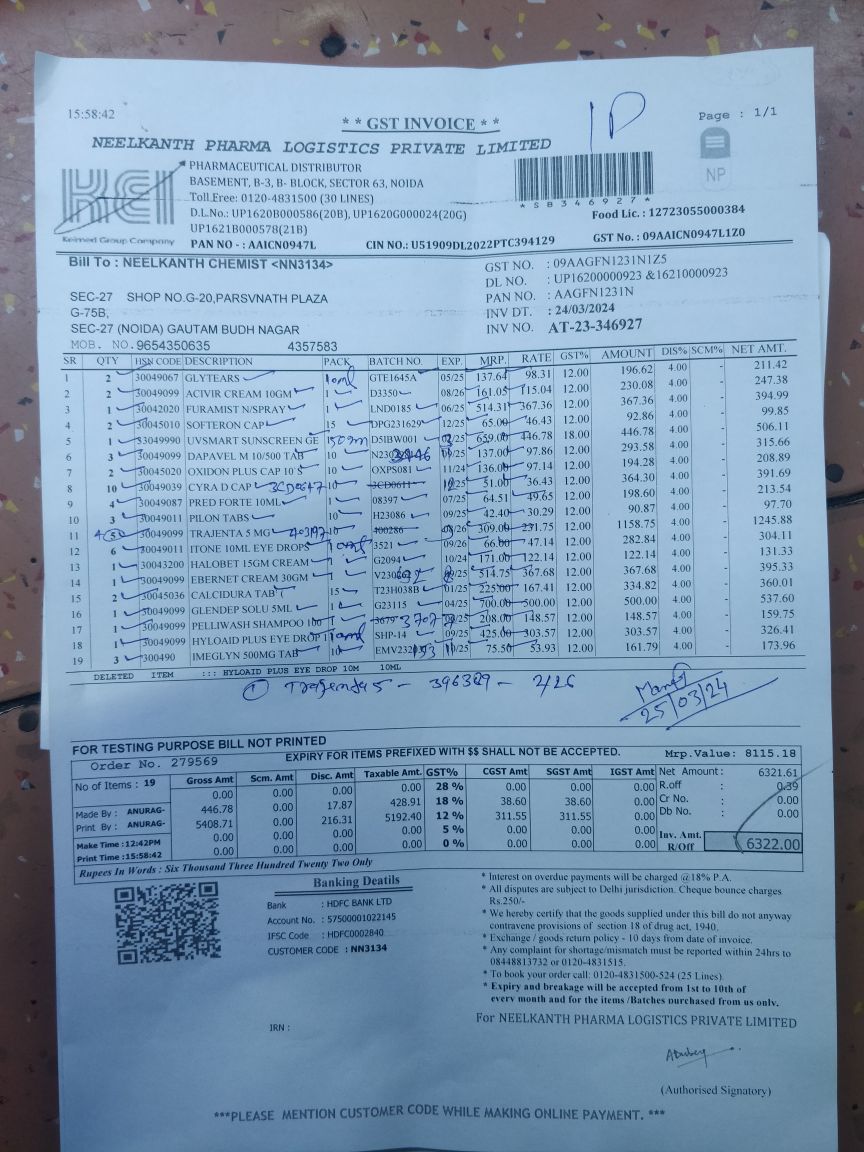 15:58:42
* * GST INVOICE * *
1D
Page : 1/1
NEELKANTH PHARMA LOGISTICS PRIVATE LIMITED
KEI
Keimed Group Company
PHARMACEUTICAL DISTRIBUTOR
BASEMENT, B-3, B- BLOCK, SECTOR 63, NOIDA
Toll Free: 0120-4831500 (30 LINES)
D.L.No.: UP1620B000586(20B), UP1620G000024(20G)
UP1621B000578(21B)
PAN NO - : AAICN0947L
CIN NO.: U51909DL2022PTC394129
* S B 3 4 6 9 2 7 *
NP
Food Lic. : 12723055000384
GST No. : 09AAICN0947L1Z0
Bill To : NEELKANTH CHEMIST <NN3134>
SEC-27 SHOP NO.G-20,PARSVNATH PLAZA
G-75B,
SEC-27 (NOIDA) GAUTAM BUDH NAGAR
MOB. NO.9654350635 4357583
GST NO. : 09AAGFN1231N1Z5
DL NO. : UP16200000923 &16210000923
PAN NO. : AAGFN1231N
INV DT. : 24/03/2024
INV NO. AT-23-346927
SR QTY HSN CODE DESCRIPTION PACK BATCH NO. EXP. MRP. RATE GST% AMOUNT DIS% SCM% NET AMT.
1 2 30049067 GLYTEARS 10ml GTE1645A 05/25 137.64 98.31 12.00 196.62 4.00 - 211.42
2 2 30049099 ACIVIR CREAM 10GM 1 D3350 08/26 161.05 115.04 12.00 230.08 4.00 - 247.38
3 1 30042020 FURAMIST N/SPRAY 1 LND0185 06/25 514.31 367.36 12.00 367.36 4.00 - 394.99
4 2 30045010 SOFTERON CAP 15 DPG231629 12/25 65.00 46.43 12.00 92.86 4.00 - 99.85
5 1 33049990 UVSMART SUNSCREEN GE 150m D5IBW001 /25 659.00 446.78 18.00 446.78 4.00 - 506.11
6 3 30049099 DAPAVEL M 10/500 TAB 10 09/25 137.00 97.86 12.00 293.58 4.00 - 315.66
7 2 30045020 OXIDON PLUS CAP 10'S 10 OXPS081 11/24 136.00 97.14 12.00 194.28 4.00 - 208.89
8 10 30049039 CYRA D CAP 3CD0647 10 3CD0611 /25 51.00 36.43 12.00 364.30 4.00 - 391.69
9 4 30049087 PRED FORTE 10ML 1 08397 07/25 64.51 49.65 12.00 198.60 4.00 - 213.54
10 3 30049011 PILON TABS 10 H23086 09/25 42.40 30.29 12.00 90.87 4.00 - 97.70
11 30049099 TRAJENTA 5 MG 10 400286 /26 309.00 231.75 12.00 1158.75 4.00 - 1245.88
12 6 30049011 ITONE 10ML EYE DROPS 10ml 3521 09/26 66.00 47.14 12.00 282.84 4.00 - 304.11
13 1 30043200 HALOBET 15GM CREAM 1 G2094 10/24 171.00 122.14 12.00 122.14 4.00 - 131.33
14 1 30049099 EBERNET CREAM 30GM 1 /25 514.75 367.68 12.00 367.68 4.00 - 395.33
15 2 30045036 CALCIDURA TAB 15 T23H038B 01/25 225.00 167.41 12.00 334.82 4.00 - 360.01
16 1 30049099 GLENDEP SOLU 5ML 1 G23115 04/25 700.00 500.00 12.00 500.00 4.00 - 537.60
17 1 30049099 PELLIWASH SHAMPOO 100 1 3679 3707 /25 208.00 148.57 12.00 148.57 4.00 - 159.75
18 1 30049099 HYLOAID PLUS EYE DROP 10ml SHP-14 09/25 425.00 303.57 12.00 303.57 4.00 - 326.41
19 3 300490 IMEGLYN 500MG TAB 10 EMV232 /25 75.50 53.93 12.00 161.79 4.00 - 173.96
DELETED ITEM ::: HYLOAID PLUS EYE DROP 10M 10ML
① Trajenta 5 - 396389 - 2/26
25/03/24
FOR TESTING PURPOSE BILL NOT PRINTED
Order No. 279569
EXPIRY FOR ITEMS PREFIXED WITH $$ SHALL NOT BE ACCEPTED.
Mrp.Value: 8115.18
No of Items : 19
Made By : ANURAG-
Print By : ANURAG-
Make Time :12:42PM
Print Time :15:58:42
Gross Amt Scm. Amt Disc. Amt Taxable Amt. GST% CGST Amt SGST Amt IGST Amt
0.00 0.00 0.00 0.00 28 % 0.00 0.00 0.00
446.78 0.00 17.87 428.91 18 % 38.60 38.60 0.00
5408.71 0.00 216.31 5192.40 12 % 311.55 311.55 0.00
0.00 0.00 0.00 0.00 5 % 0.00 0.00 0.00
0.00 0.00 0.00 0.00 0 % 0.00 0.00 0.00
Net Amount: 6321.61
R.off : 0.39
Cr No. : 0.00
Db No. : 0.00
Inv. Amt. R/Off : 6322.00
Rupees In Words : Six Thousand Three Hundred Twenty Two Only
Banking Deatils
Bank : HDFC BANK LTD
Account No. : 57500001022145
IFSC Code : HDFC0002840
CUSTOMER CODE : NN3134
* Interest on overdue payments will be charged @18% P.A.
* All disputes are subject to Delhi jurisdiction. Cheque bounce charges
Rs.250/-
* We hereby certify that the goods supplied under this bill do not anyway
contravene provisions of section 18 of drug act, 1940.
* Exchange / goods return policy - 10 days from date of invoice.
* Any complaint for shortage/mismatch must be reported within 24hrs to
08448813732 or 0120-4831515.
* To book your order call: 0120-4831500-524 (25 Lines).
* Expiry and breakage will be accepted from 1st to 10th of
every month and for the items /Batches purchased from us only.
IRN :
For NEELKANTH PHARMA LOGISTICS PRIVATE LIMITED
(Authorised Signatory)
***PLEASE MENTION CUSTOMER CODE WHILE MAKING ONLINE PAYMENT. ***